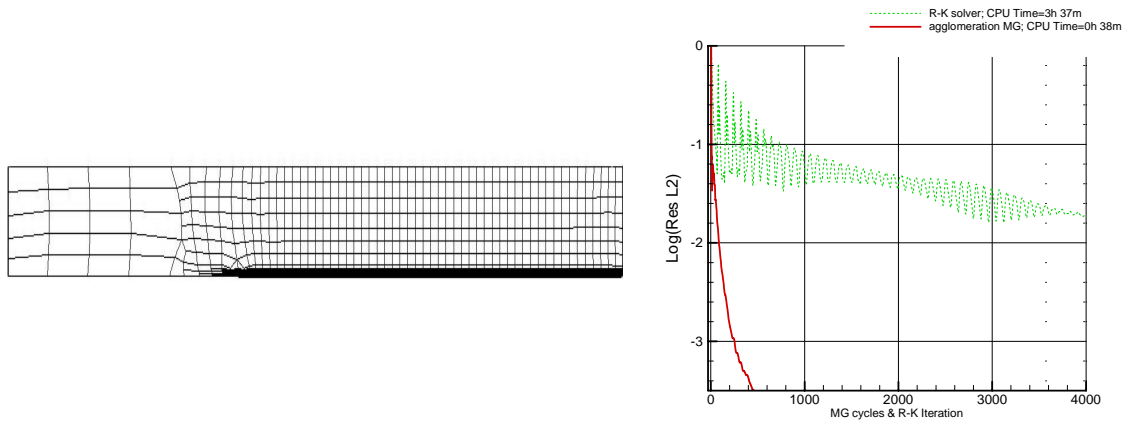 R-K solver; CPU Time=3h 37m
agglomeration MG; CPU Time=0h 38m
0
-1
-2
-3
Log(Res L2)
0 1000 2000 3000 4000
MG cycles & R-K Iteration